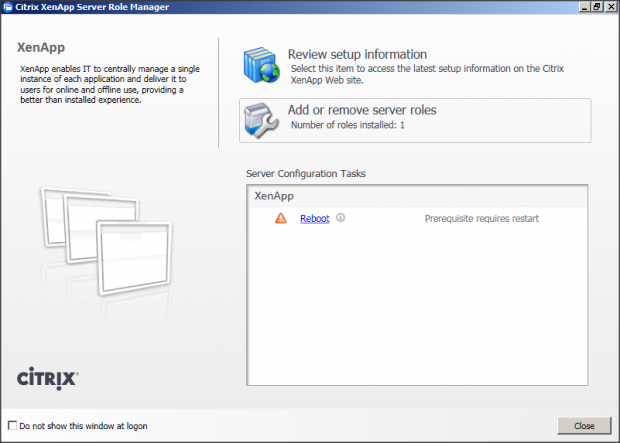 Citrix XenApp Server Role Manager
XenApp
XenApp enables IT to centrally manage a single
instance of each application and deliver it to
users for online and offline use, providing a
better than installed experience.
Review setup information
Select this item to access the latest setup information on the Citrix
XenApp Web site.
Add or remove server roles
Number of roles installed: 1
Server Configuration Tasks
XenApp
Reboot Prerequisite requires restart
CITRIX
Do not show this window at logon
Close